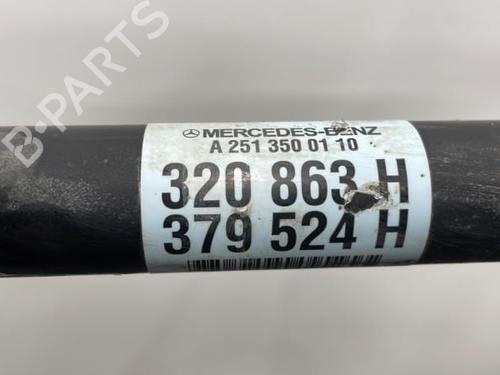 B-PARTS
MERCEDES-BENZ
A 251 350 01 10
320 863 H
379 524 H